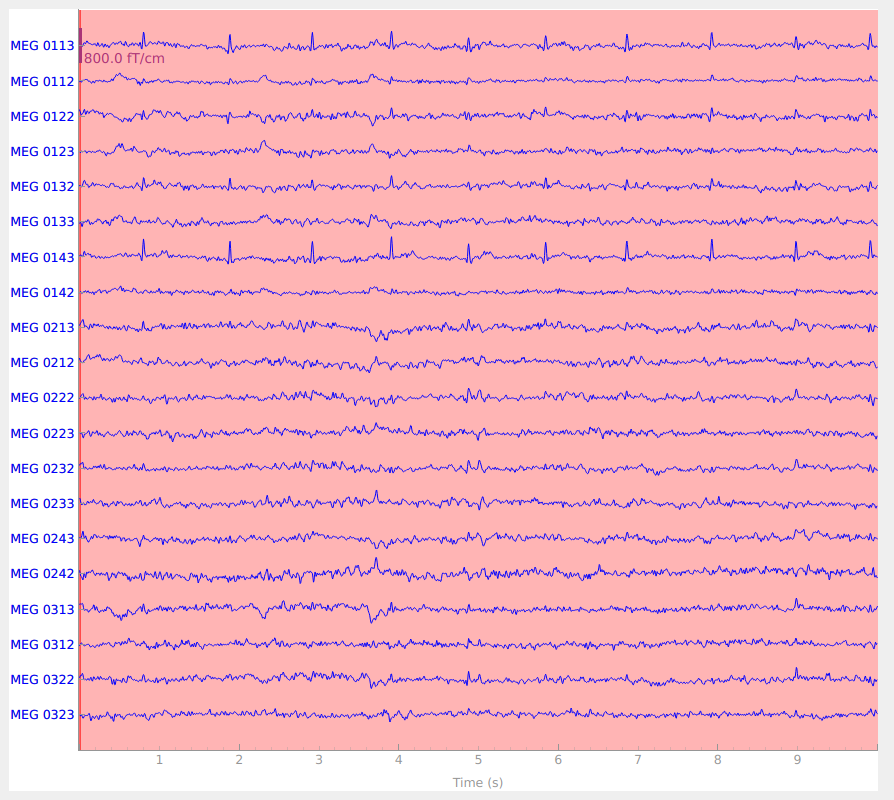 MEG 0113
800.0 fT/cm
MEG 0112
MEG 0122
MEG 0123
MEG 0132
MEG 0133
MEG 0143
MEG 0142
MEG 0213
MEG 0212
MEG 0222
MEG 0223
MEG 0232
MEG 0233
MEG 0243
MEG 0242
MEG 0313
MEG 0312
MEG 0322
MEG 0323
1 2 3 4 5 6 7 8 9
Time (s)